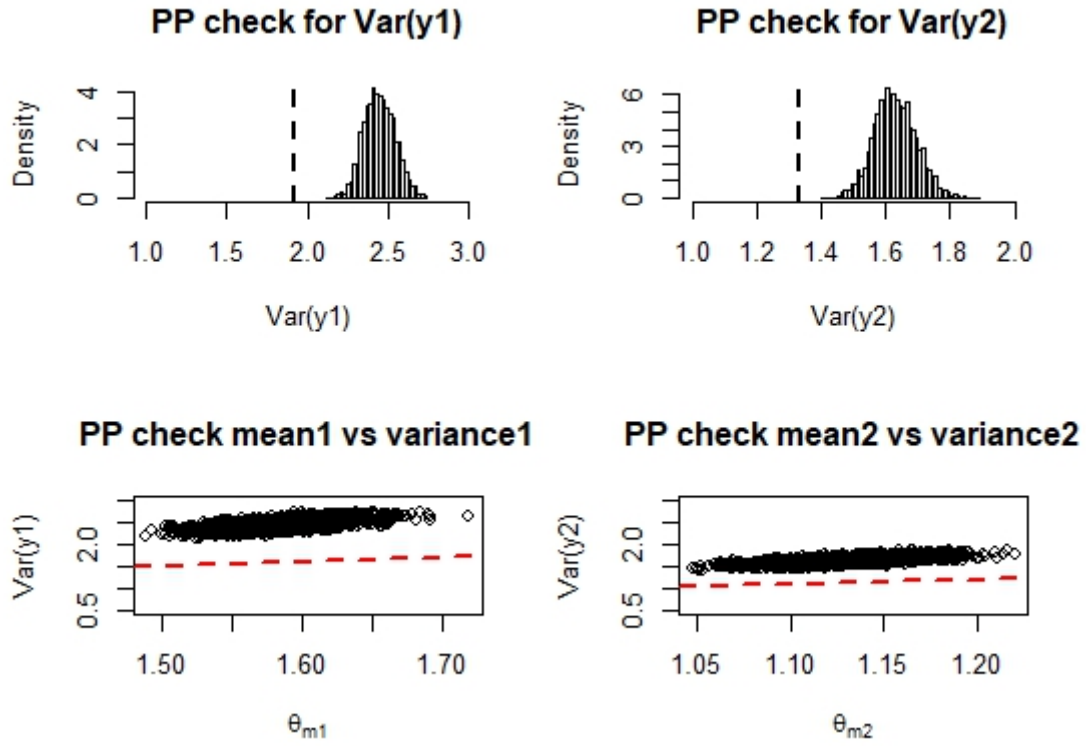 PP check for Var(y1)
Density
0 2 4
1.0 1.5 2.0 2.5 3.0
Var(y1)
PP check for Var(y2)
Density
0 3 6
1.0 1.2 1.4 1.6 1.8 2.0
Var(y2)
PP check mean1 vs variance1
Var(y1)
0.5 2.0
1.50 1.60 1.70
θm1
PP check mean2 vs variance2
Var(y2)
0.5 2.0
1.05 1.10 1.15 1.20
θm2